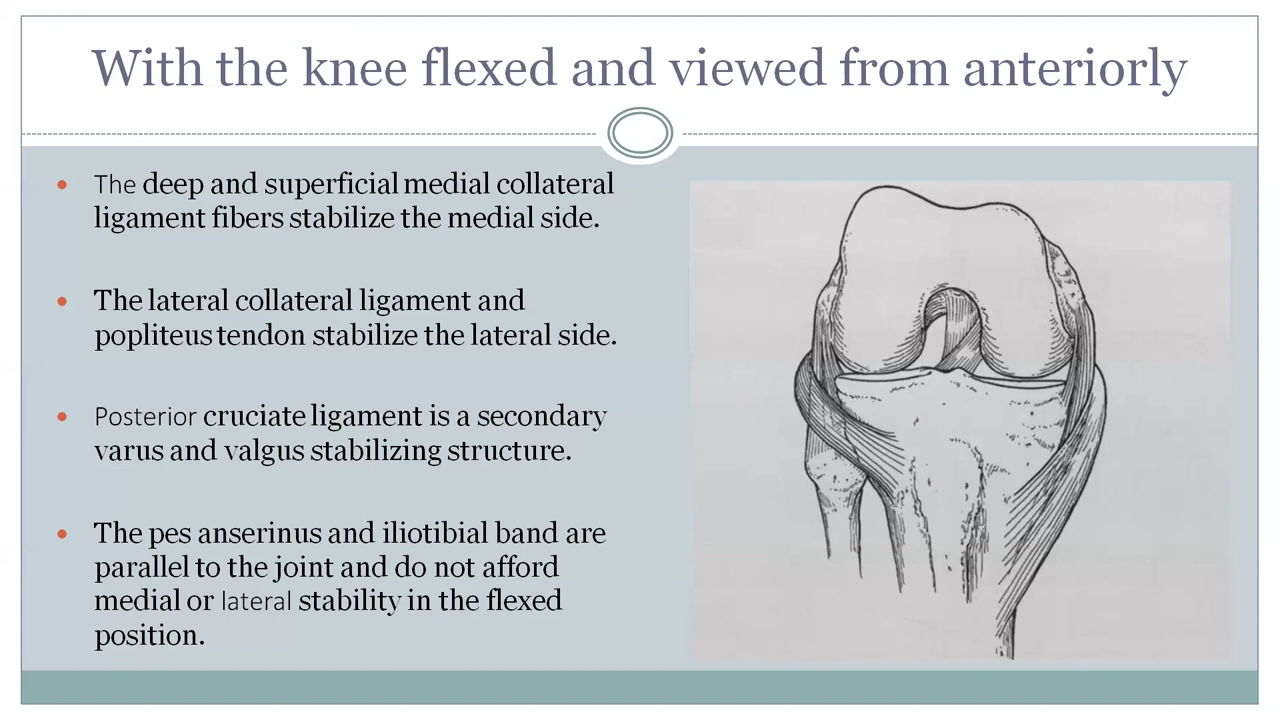 With the knee flexed and viewed from anteriorly
• The deep and superficial medial collateral
ligament fibers stabilize the medial side.
• The lateral collateral ligament and
popliteus tendon stabilize the lateral side.
• Posterior cruciate ligament is a secondary
varus and valgus stabilizing structure.
• The pes anserinus and iliotibial band are
parallel to the joint and do not afford
medial or lateral stability in the flexed
position.